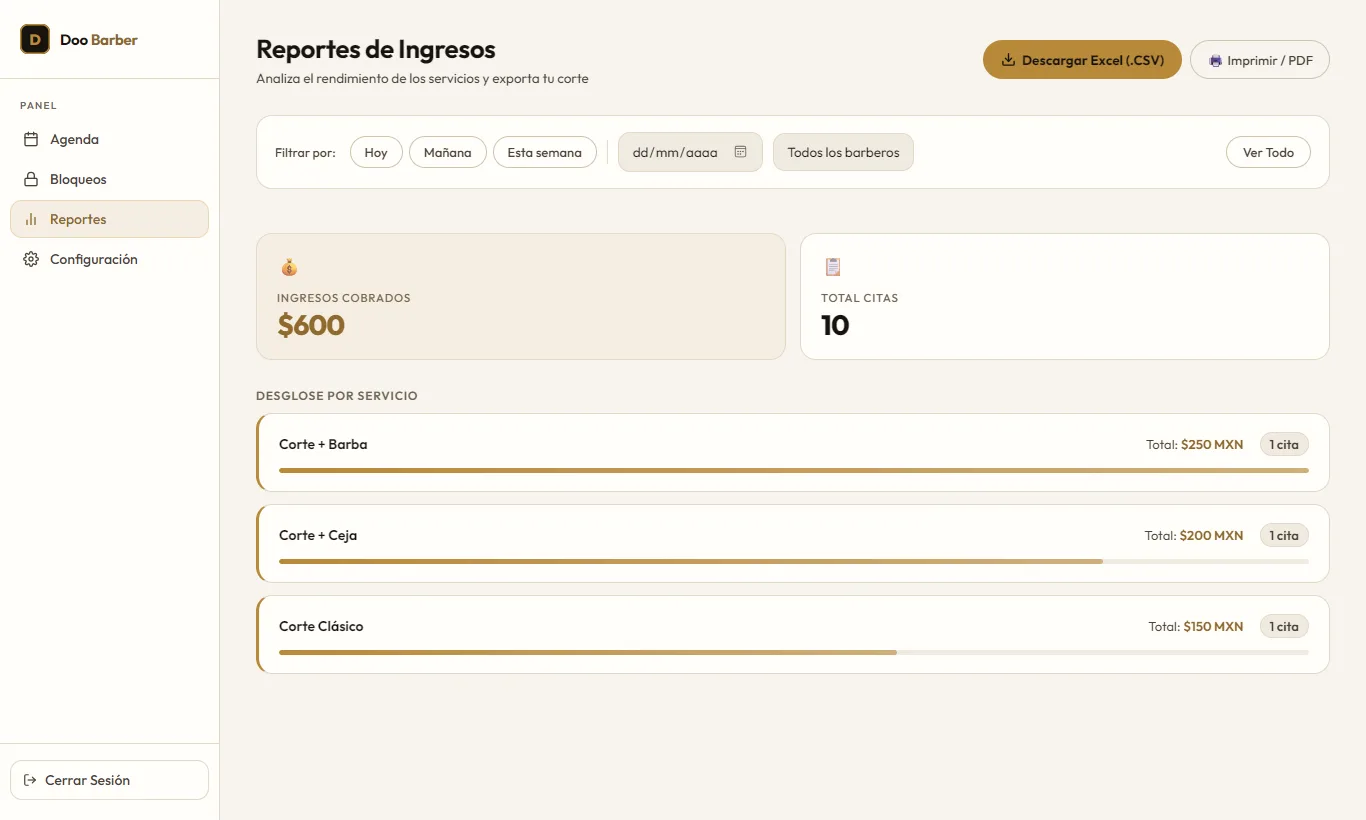 D
Doo Barber
PANEL
Agenda
Bloqueos
Reportes
Configuración
Cerrar Sesión
Reportes de Ingresos
Analiza el rendimiento de los servicios y exporta tu corte
Descargar Excel (.CSV)
Imprimir / PDF
Filtrar por:
Hoy
Mañana
Esta semana
dd/mm/aaaa
Todos los barberos
Ver Todo
INGRESOS COBRADOS
$600
TOTAL CITAS
10
DESGLOSE POR SERVICIO
Corte + Barba
Total: $250 MXN
1 cita
Corte + Ceja
Total: $200 MXN
1 cita
Corte Clásico
Total: $150 MXN
1 cita